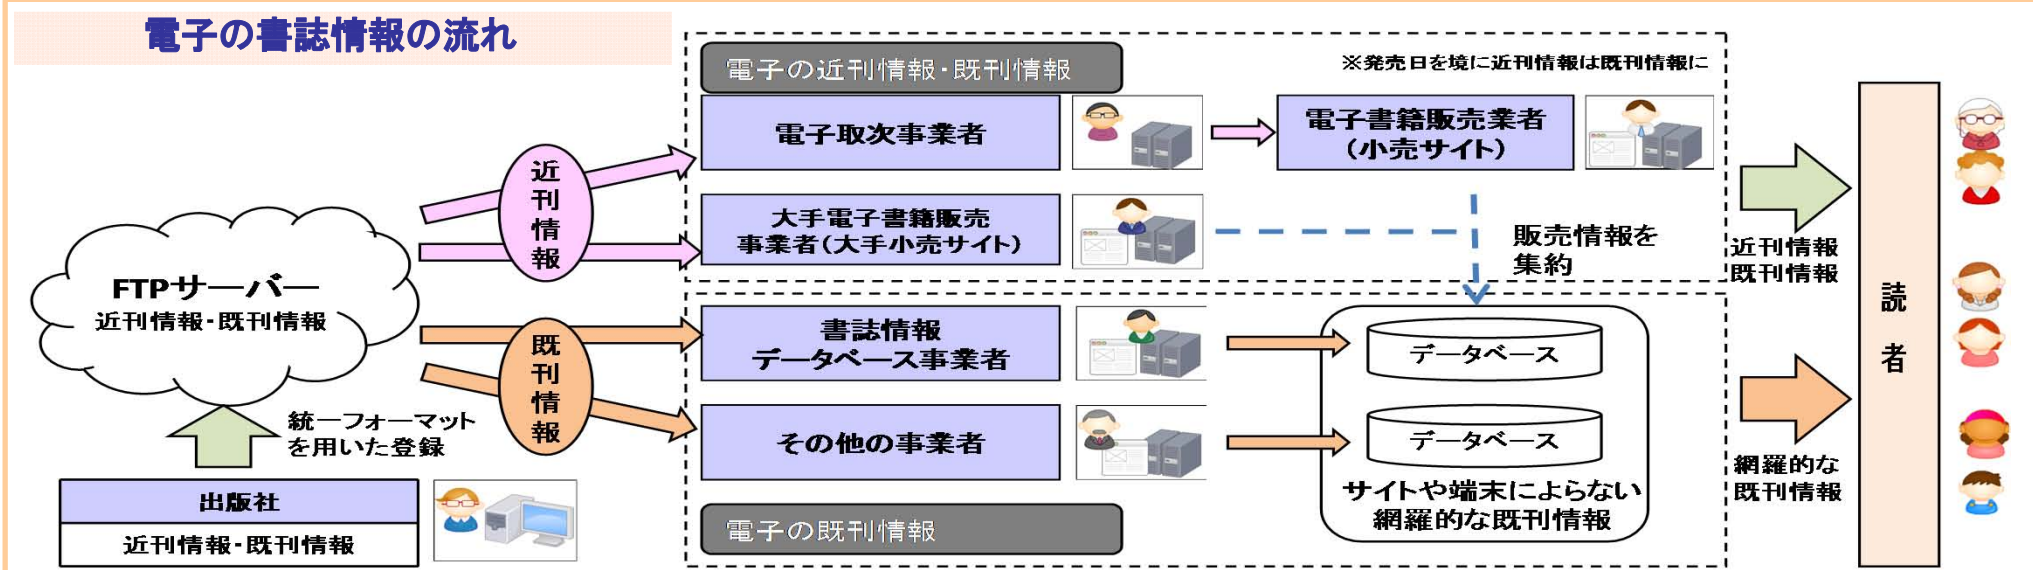 電子の書誌情報の流れ
電子の近刊情報・既刊情報
※発売日を境に近刊情報は既刊情報に
電子取次事業者
電子書籍販売業者
(小売サイト)
大手電子書籍販売
事業者(大手小売サイト)
販売情報を
集約
近
刊
情
報
FTPサーバー
近刊情報・既刊情報
既
刊
情
報
統一フォーマット
を用いた登録
出版社
近刊情報・既刊情報
書誌情報
データベース事業者
その他の事業者
電子の既刊情報
データベース
データベース
サイトや端末によらない
網羅的な既刊情報
近刊情報
既刊情報
網羅的な
既刊情報
読
者